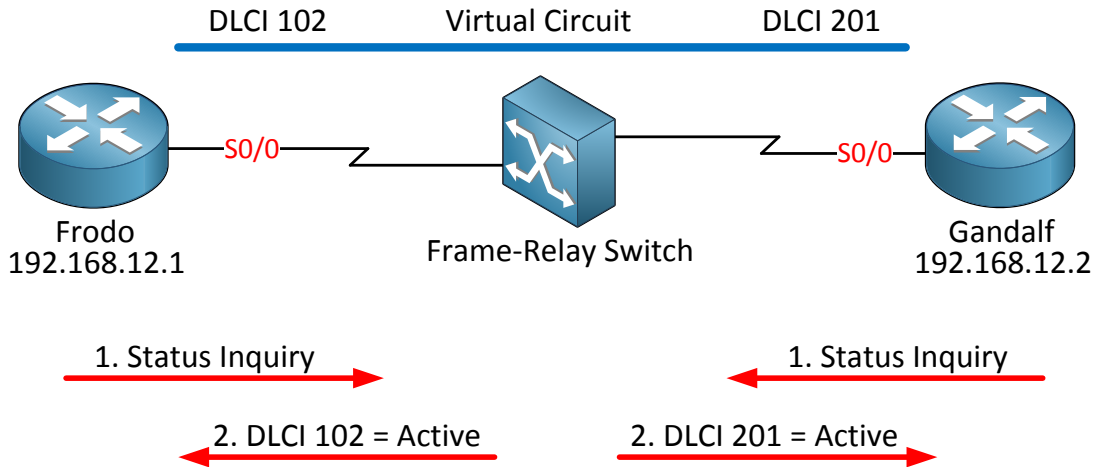 DLCI 102
Virtual Circuit
DLCI 201
S0/0
S0/0
Frodo
192.168.12.1
Frame-Relay Switch
Gandalf
192.168.12.2
1. Status Inquiry
1. Status Inquiry
2. DLCI 102 = Active
2. DLCI 201 = Active